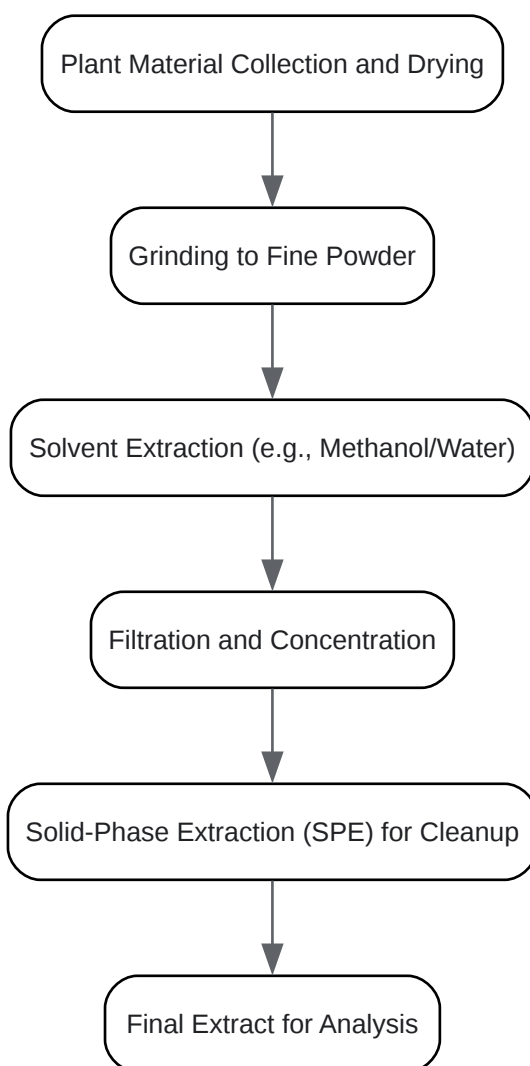 Plant Material Collection and Drying
Grinding to Fine Powder
Solvent Extraction (e.g., Methanol/Water)
Filtration and Concentration
Solid-Phase Extraction (SPE) for Cleanup
Final Extract for Analysis